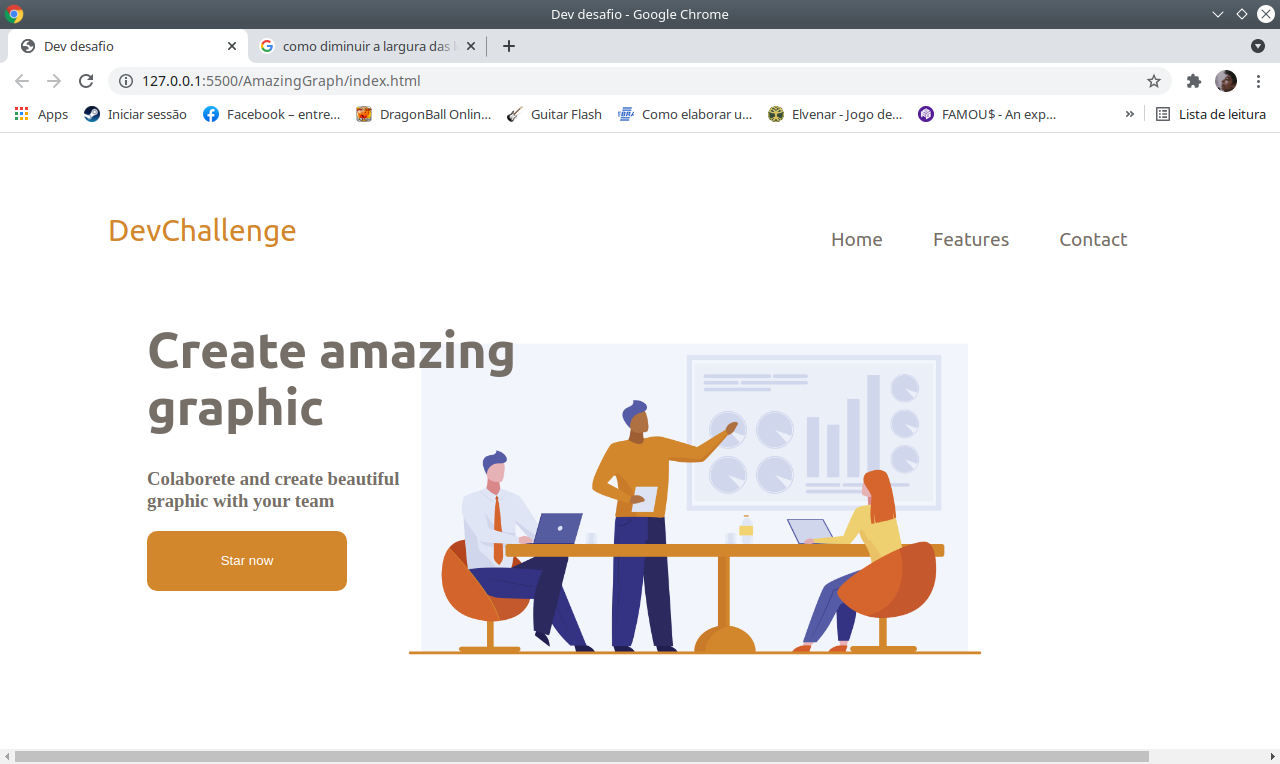 Dev desafio - Google Chrome
Dev desafio
como diminuir a largura das l
127.0.0.1:5500/AmazingGraph/index.html
Apps
Iniciar sessão
Facebook – entre...
DragonBall Onlin...
Guitar Flash
Como elaborar u...
Elvenar - Jogo de...
FAMOU$ - An exp...
»
Lista de leitura
DevChallenge
Home
Features
Contact
Create amazing
graphic
Colaborete and create beautiful
graphic with your team
Star now